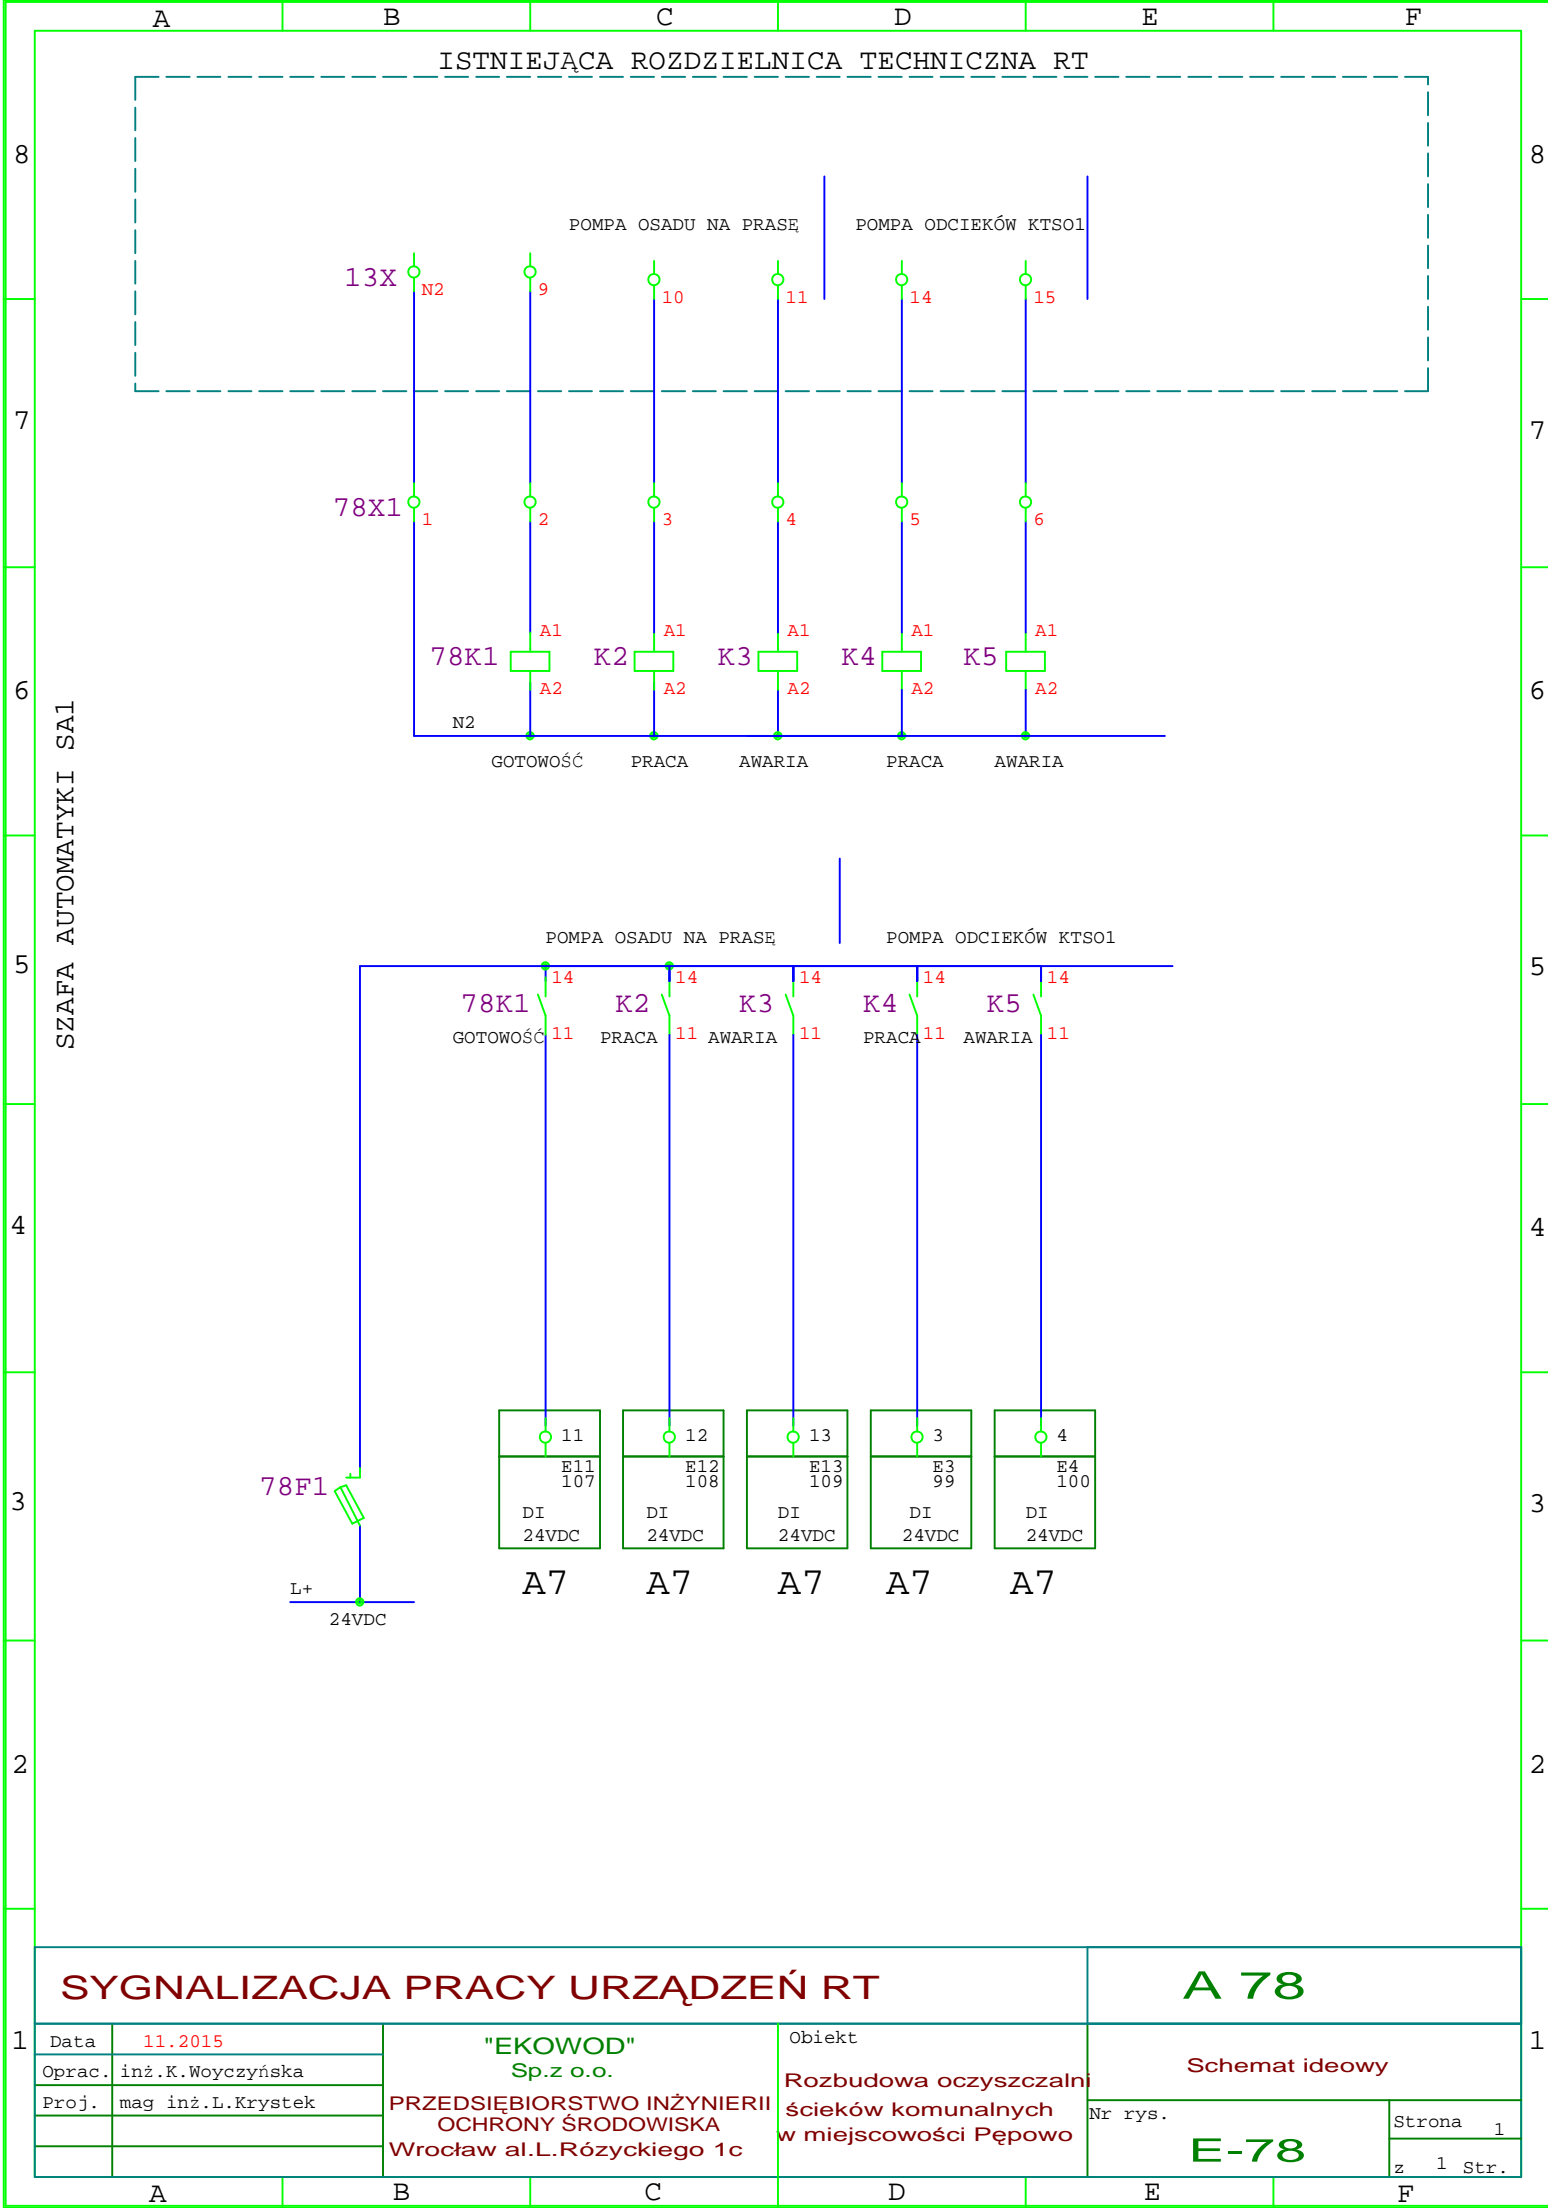 A B C D E F
ISTNIEJĄCA ROZDZIELNICA TECHNICZNA RT
8 8
POMPA OSADU NA PRASĘ POMPA ODCIEKÓW KTSO1
13X N2 9 10 11 14 15
7 7
78X1 1 2 3 4 5 6
A1 A1 A1 A1 A1
78K1 K2 K3 K4 K5
A2 A2 A2 A2 A2
6 6
N2
GOTOWOŚĆ PRACA AWARIA PRACA AWARIA
SZAFA AUTOMATYKI SA1
POMPA OSADU NA PRASĘ POMPA ODCIEKÓW KTSO1
5 5
14 14 14 14 14
78K1 K2 K3 K4 K5
GOTOWOŚĆ 11 PRACA 11 AWARIA 11 PRACA 11 AWARIA 11
4 4
11 12 13 3 4
E11 E12 E13 E3 E4
107 108 109 99 100
78F1
3 3
DI DI DI DI DI
24VDC 24VDC 24VDC 24VDC 24VDC
A7 A7 A7 A7 A7
L+
24VDC
2 2
SYGNALIZACJA PRACY URZĄDZEŃ RT
A 78
1 1
Data 11.2015
Oprac. inż.K.Woyczyńska
Proj. mag inż.L.Krystek
"EKOWOD"
Sp.z o.o.
PRZEDSIĘBIORSTWO INŻYNIERII
OCHRONY ŚRODOWISKA
Wrocław al.L.Rózyckiego 1c
Obiekt
Rozbudowa oczyszczalni
ścieków komunalnych
w miejscowości Pępowo
Schemat ideowy
Nr rys.
E-78
Strona 1
z 1 Str.
A B C D E F